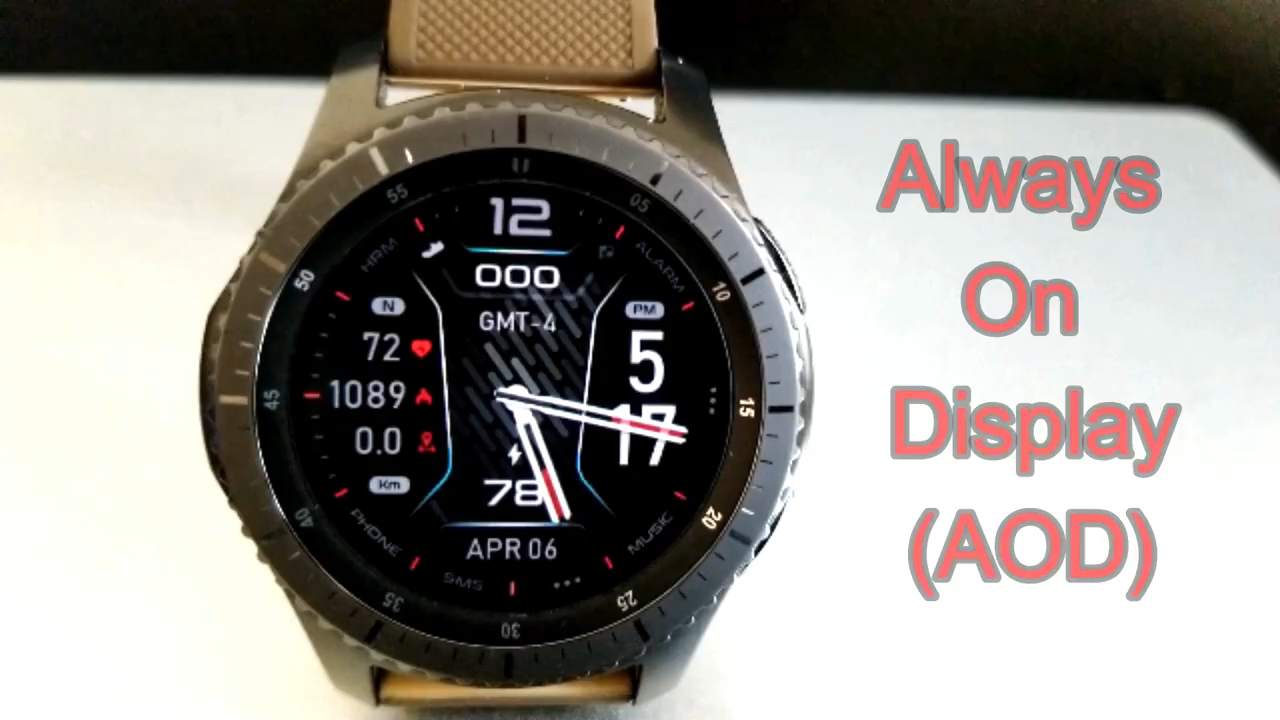 55
05
50
10
45
15
40
20
35
25
30
12
HRM
ALARM
000
GMT-4
N
PM
72
5
1089
17
0.0
78
Km
PHONE
MUSIC
APR 06
SMS
Always
On
Display
(AOD)